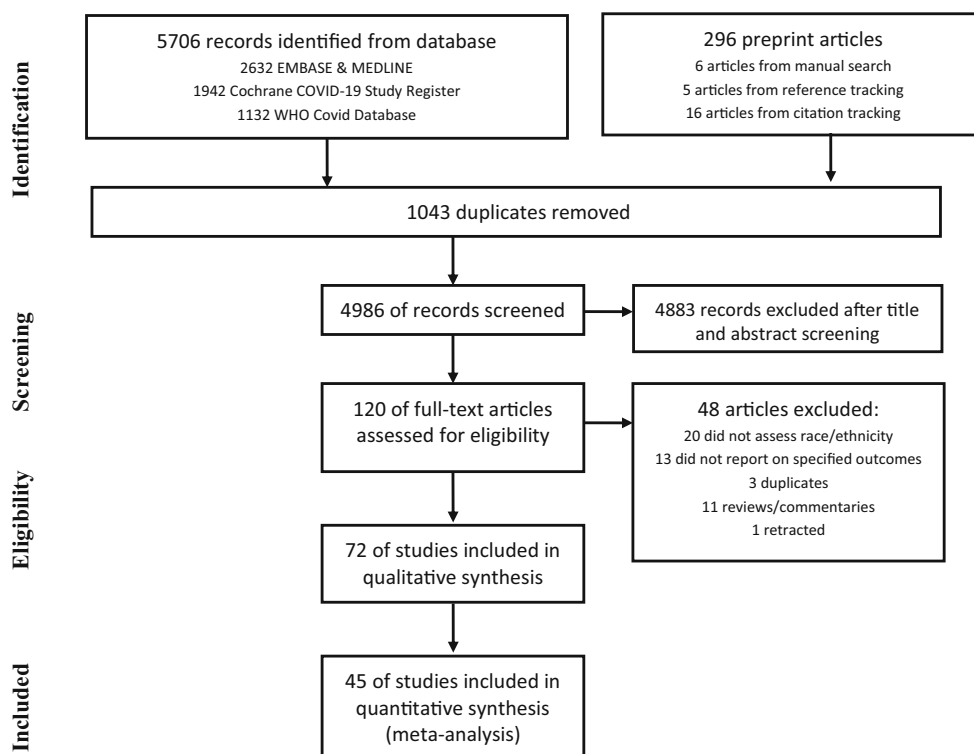 Identification
5706 records identified from database
2632 EMBASE & MEDLINE
1942 Cochrane COVID-19 Study Register
1132 WHO Covid Database
296 preprint articles
6 articles from manual search
5 articles from reference tracking
16 articles from citation tracking
1043 duplicates removed
Screening
4986 of records screened
4883 records excluded after title
and abstract screening
Eligibility
120 of full-text articles
assessed for eligibility
48 articles excluded:
20 did not assess race/ethnicity
13 did not report on specified outcomes
3 duplicates
11 reviews/commentaries
1 retracted
72 of studies included in
qualitative synthesis
Included
45 of studies included in
quantitative synthesis
(meta-analysis)